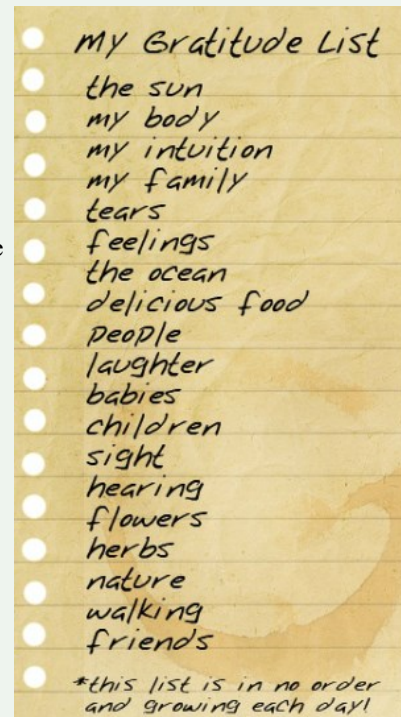 my Gratitude List
the sun
my body
my intuition
my family
tears
feelings
the ocean
delicious food
people
laughter
babies
children
sight
hearing
flowers
herbs
nature
walking
friends
*this list is in no order
and growing each day!